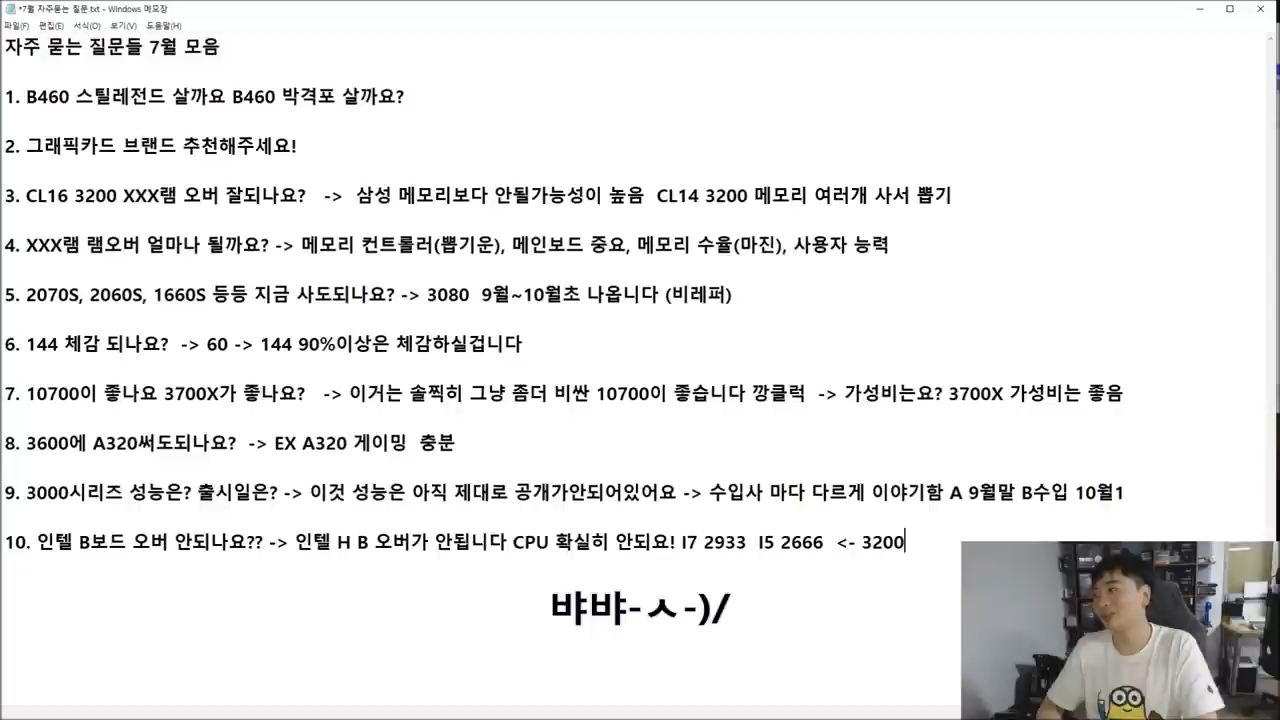 *7월 자주묻는 질문.txt - Windows 메모장
파일(F) 편집(E) 서식(O) 보기(V) 도움말(H)
자주 묻는 질문들 7월 모음
1. B460 스틸레전드 살까요 B460 박격포 살까요?
2. 그래픽카드 브랜드 추천해주세요!
3. CL16 3200 XXX램 오버 잘되나요? -> 삼성 메모리보다 안될가능성이 높음 CL14 3200 메모리 여러개 사서 뽑기
4. XXX램 램오버 얼마나 될까요? -> 메모리 컨트롤러(뽑기운), 메인보드 중요, 메모리 수율(마진), 사용자 능력
5. 2070S, 2060S, 1660S 등등 지금 사도되나요? -> 3080 9월~10월초 나옵니다 (비레퍼)
6. 144 체감 되나요? -> 60 -> 144 90%이상은 체감하실겁니다
7. 10700이 좋나요 3700X가 좋나요? -> 이거는 솔찍히 그냥 좀더 비싼 10700이 좋습니다 깡클럭 -> 가성비는요? 3700X 가성비는 좋음
8. 3600에 A320써도되나요? -> EX A320 게이밍 충분
9. 3000시리즈 성능은? 출시일은? -> 이것 성능은 아직 제대로 공개가안되어있어요 -> 수입사 마다 다르게 이야기함 A 9월말 B수입 10월1
10. 인텔 B보드 오버 안되나요?? -> 인텔 H B 오버가 안됩니다 CPU 확실히 안되요! I7 2933 I5 2666 <- 3200
뱌뱌-ㅅ-)/